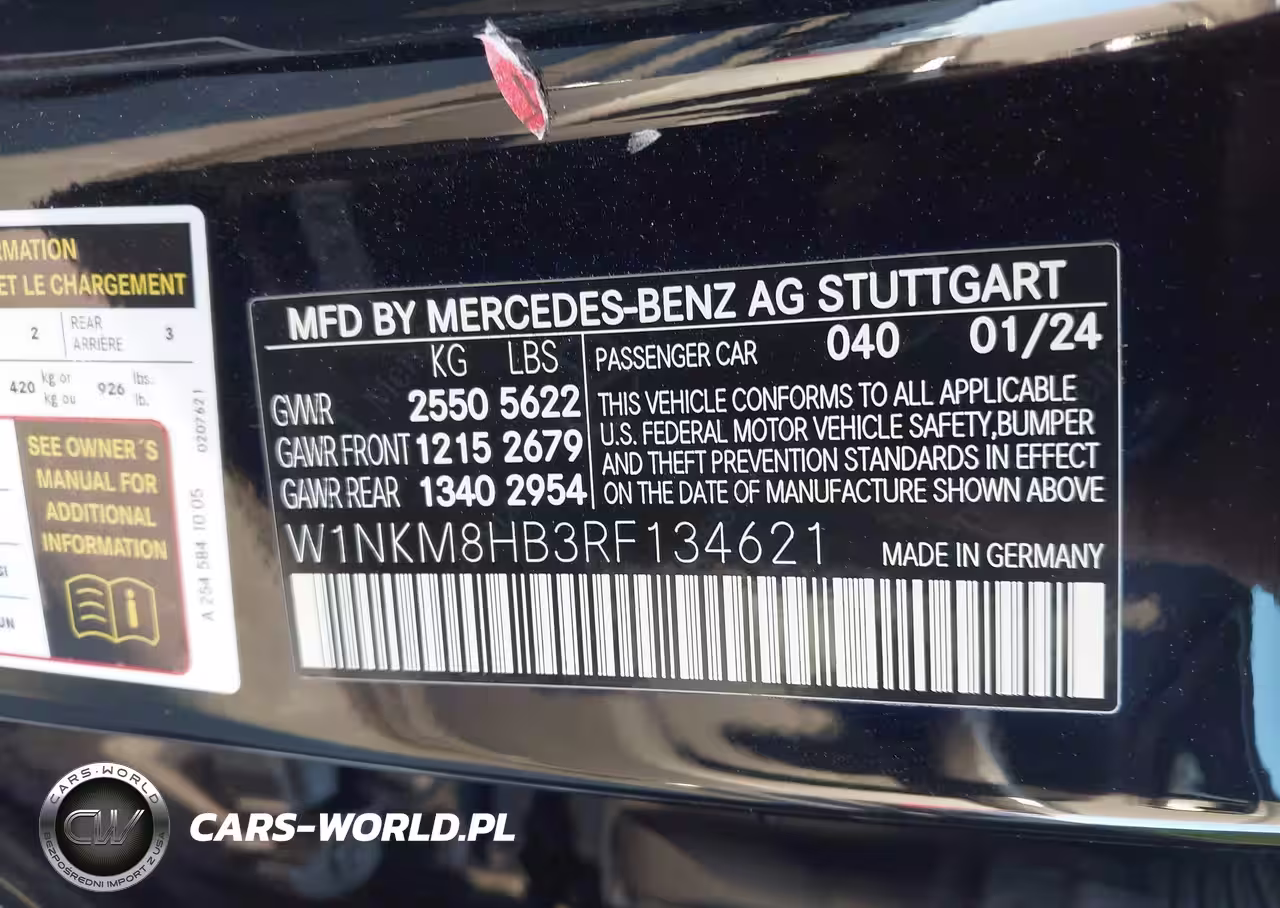 RMATION
ET LE CHARGEMENT
2 REAR ARRIÈRE 3
420 kg or kg ou 926 lbs. lb.
SEE OWNER´S
MANUAL FOR
ADDITIONAL
INFORMATION
A 254 584 10 05 0207621
MFD BY MERCEDES-BENZ AG STUTTGART
KG LBS
GVWR 2550 5622
GAWR FRONT 1215 2679
GAWR REAR 1340 2954
PASSENGER CAR 040 01/24
THIS VEHICLE CONFORMS TO ALL APPLICABLE
U.S. FEDERAL MOTOR VEHICLE SAFETY,BUMPER
AND THEFT PREVENTION STANDARDS IN EFFECT
ON THE DATE OF MANUFACTURE SHOWN ABOVE
W1NKM8HB3RF134621
MADE IN GERMANY
CARS-WORLD
CW
BEZPOŚREDNI IMPORT Z USA
CARS-WORLD.PL